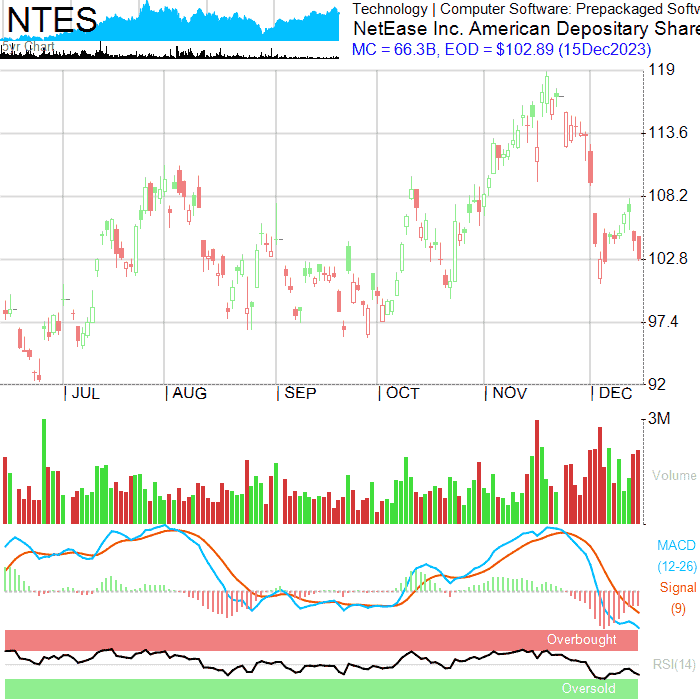 NTES
Technology | Computer Software: Prepackaged Softw
NetEase Inc. American Depositary Share
MC = 66.3B, EOD = $102.89 (15Dec2023)
Chart
119
113.6
108.2
102.8
97.4
92
| JUL | AUG | SEP | OCT | NOV | DEC
3M
Volume
MACD
(12-26)
Signal
(9)
Overbought
RSI(14)
Oversold